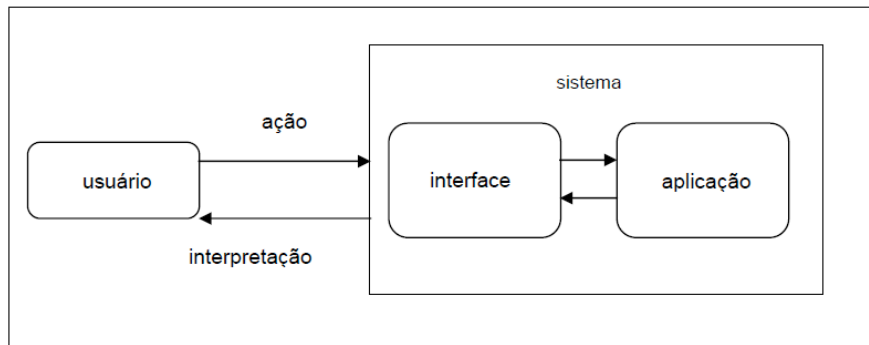 sistema
ação
usuário
interface
aplicação
interpretação